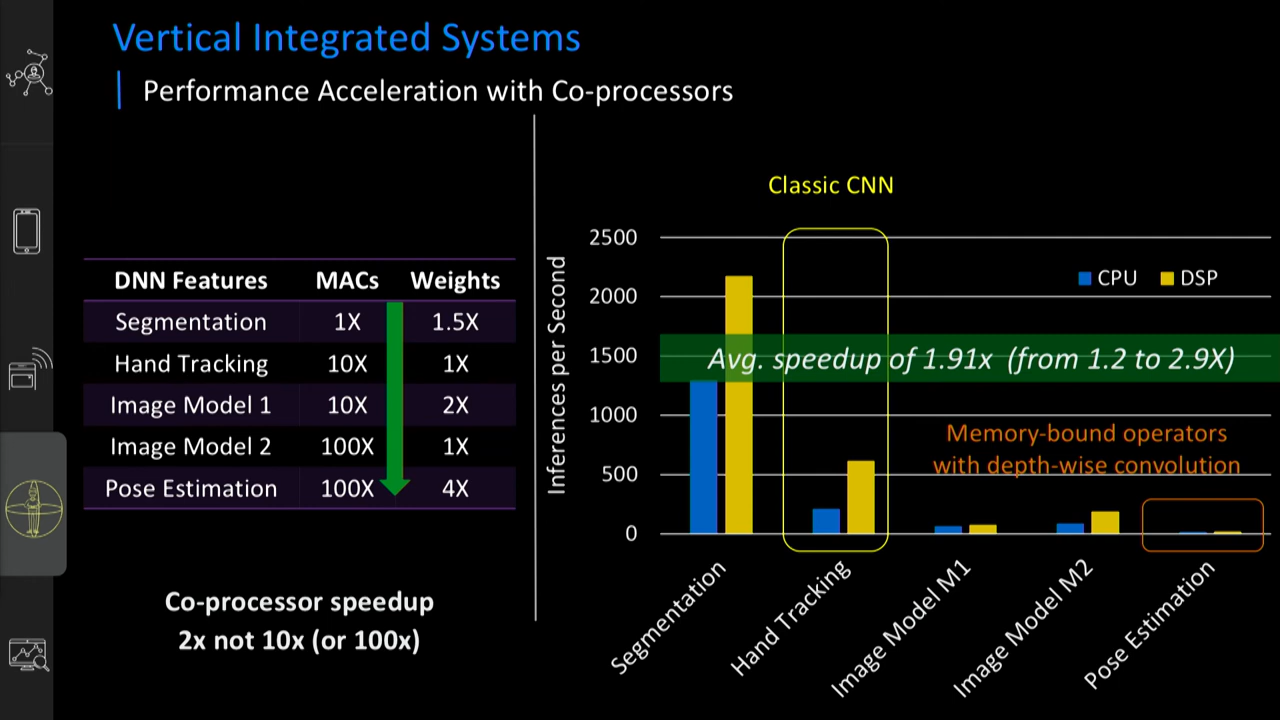 Vertical Integrated Systems
Performance Acceleration with Co-processors
DNN Features MACs Weights
Segmentation 1X 1.5X
Hand Tracking 10X 1X
Image Model 1 10X 2X
Image Model 2 100X 1X
Pose Estimation 100X 4X
Co-processor speedup
2x not 10x (or 100x)
Classic CNN
Inferences per Second
2500
2000
1500
1000
500
0
CPU DSP
Avg. speedup of 1.91x (from 1.2 to 2.9X)
Memory-bound operators
with depth-wise convolution
Segmentation
Hand Tracking
Image Model M1
Image Model M2
Pose Estimation